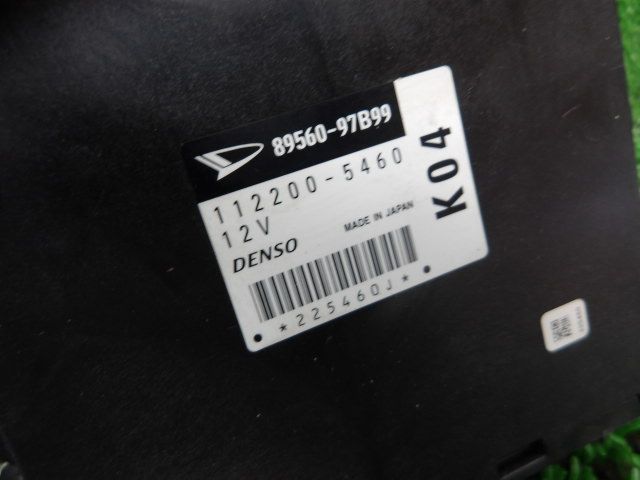 89560-97B99
112200-5460
12V
MADE IN JAPAN
DENSO
K04
*225460J*